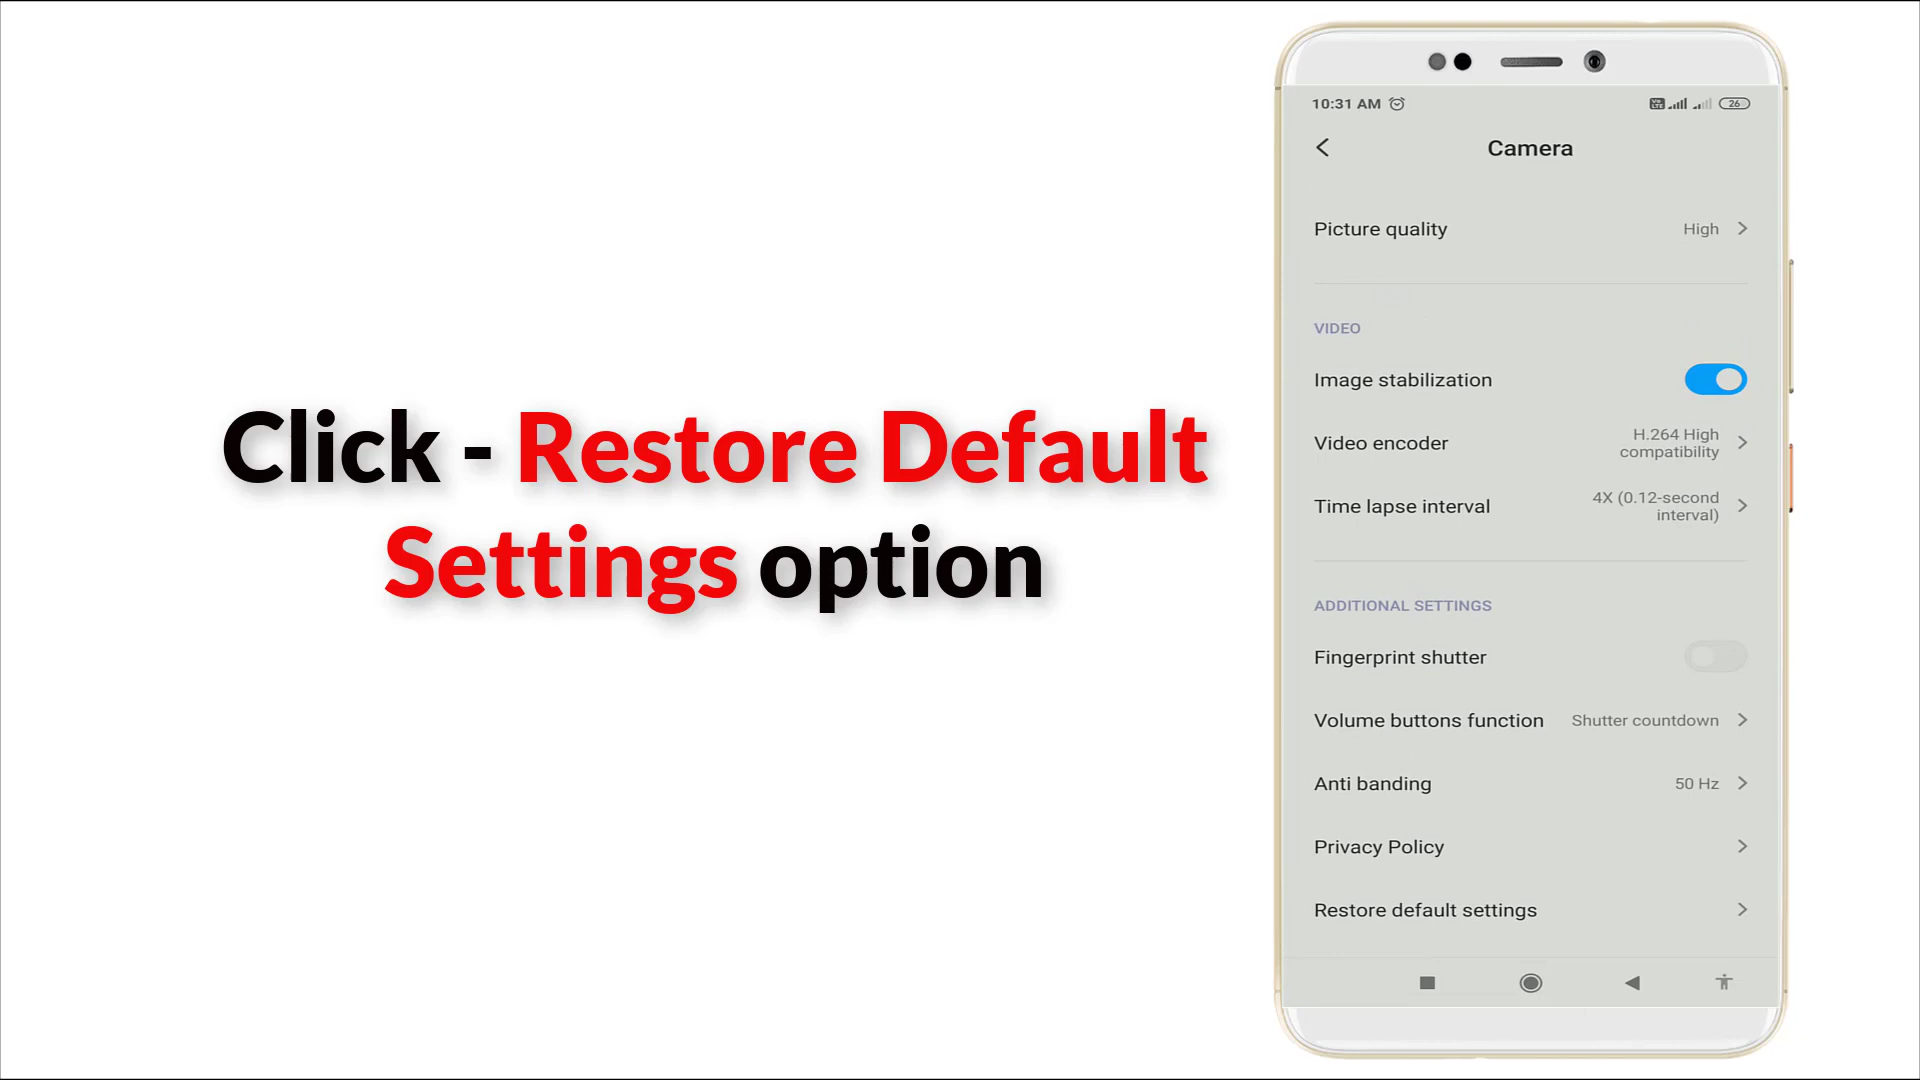 Click - Restore Default
Settings option
10:31 AM
26
Camera
Picture quality High
VIDEO
Image stabilization
Video encoder H.264 High
compatibility
Time lapse interval 4X (0.12-second
interval)
ADDITIONAL SETTINGS
Fingerprint shutter
Volume buttons function Shutter countdown
Anti banding 50 Hz
Privacy Policy
Restore default settings